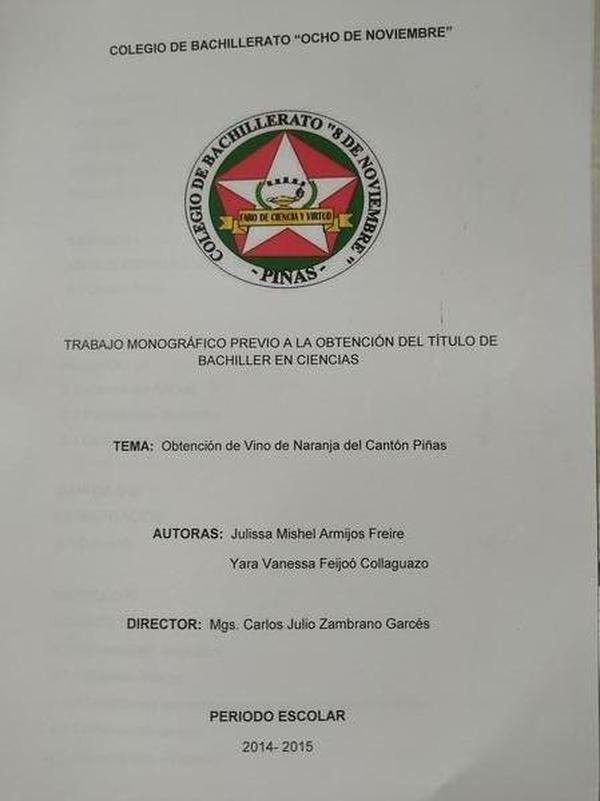 COLEGIO DE BACHILLERATO “OCHO DE NOVIEMBRE”
COLEGIO DE BACHILLERATO "8 DE NOVIEMBRE"
FARO DE CIENCIA Y VIRTUD
- PIÑAS-
TRABAJO MONOGRÁFICO PREVIO A LA OBTENCIÓN DEL TÍTULO DE
BACHILLER EN CIENCIAS
TEMA: Obtención de Vino de Naranja del Cantón Piñas
AUTORAS: Julissa Mishel Armijos Freire
Yara Vanessa Feijoó Collaguazo
DIRECTOR: Mgs. Carlos Julio Zambrano Garcés
PERIODO ESCOLAR
2014- 2015